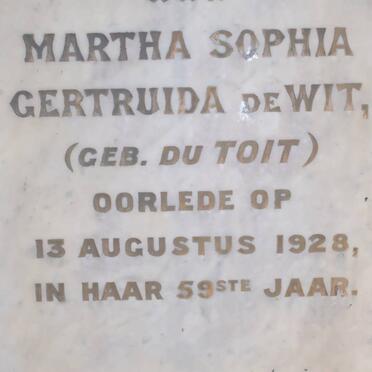 MARTHA SOPHIA
GERTRUIDA DE WIT,
(GEB. DU TOIT)
OORLEDE OP
13 AUGUSTUS 1928,
IN HAAR 59STE JAAR.